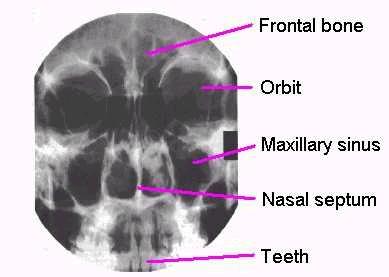 Frontal bone
Orbit
Maxillary sinus
Nasal septum
Teeth